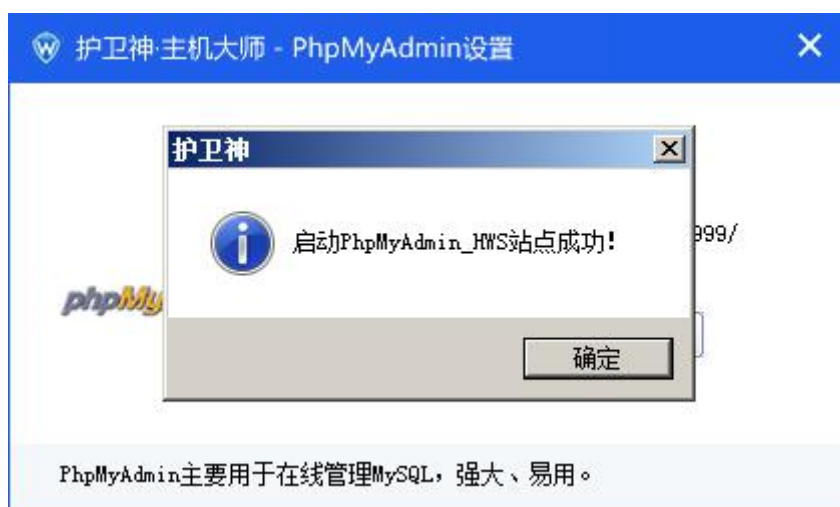 护卫神·主机大师 - PhpMyAdmin设置
护卫神
启动PhpMyAdmin_HWS站点成功!
999/
phpMy
确定
PhpMyAdmin主要用于在线管理MySQL，强大、易用。